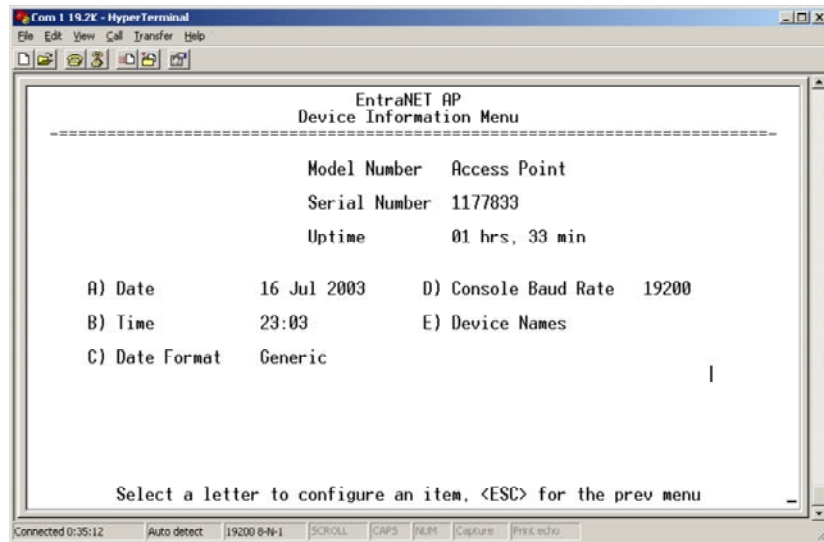 Com 1 19.2K - HyperTerminal
File Edit View Call Transfer Help
EntraNET AP
Device Information Menu
-==========================================================================-
Model Number Access Point
Serial Number 1177833
Uptime 01 hrs, 33 min
A) Date 16 Jul 2003 D) Console Baud Rate 19200
B) Time 23:03 E) Device Names
C) Date Format Generic
Select a letter to configure an item, <ESC> for the prev menu
Connected 0:35:12 Auto detect 19200 8-N-1 SCROLL CAPS NUM Capture Print echo